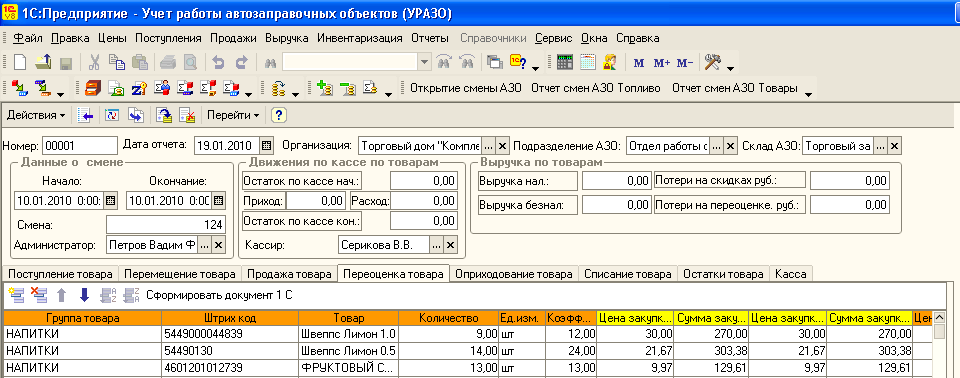 1С:Предприятие - Учет работы автозаправочных объектов (УРАЗО)
Файл Правка Цены Поступления Продажи Выручка Инвентаризация Отчеты Справочники Сервис Окна Справка
M M+ M-
Открытие смены АЗО Отчет смен АЗО Топливо Отчет смен АЗО Товары
Действия Перейти
Номер: 00001 Дата отчета: 19.01.2010 Организация: Торговый дом "Компле Подразделение АЗО: Отдел работы с Склад АЗО: Торговый за
Данные о смене Движения по кассе по товарам Выручка по товарам
Начало: Окончание: Остаток по кассе нач.: 0,00 Выручка нал.: 0,00 Потери на скидках руб.: 0,00
10.01.2010 0:00: 10.01.2010 0:00 Приход: 0,00 Расход: 0,00 Выручка безнал: 0,00 Потери на переоценке. руб.: 0,00
Смена: 124 Остаток по кассе кон.: 0,00
Администратор: Петров Вадим Ф ... Кассир: Серикова В.В. ...
Поступление товара Перемещение товара Продажа товара Переоценка товара Оприходование товара Списание товара Остатки товара Касса
Сформировать документ 1 С
Группа товара Штрих код Товар Количество Ед.изм. Коэфф... Цена закупк... Сумма заку... Цена закупк... Сумма закуп... Цен
НАПИТКИ 5449000044839 Швеппс Лимон 1.0 9,00 шт 12,00 30,00 270,00 30,00 270,00
НАПИТКИ 54490130 Швеппс Лимон 0.5 14,00 шт 24,00 21,67 303,38 21,67 303,38
НАПИТКИ 4601201012739 ФРУКТОВЫЙ С... 13,00 шт 13,00 9,97 129,61 9,97 129,61